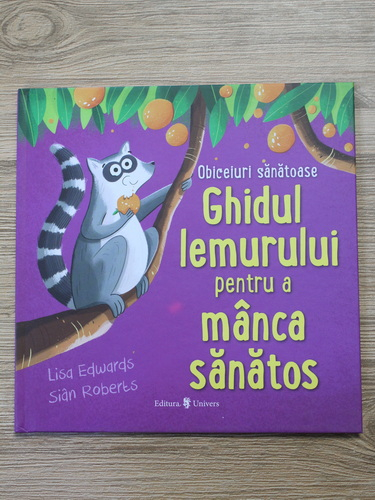 Obiceiuri sănătoase
Ghidul
lemurului
pentru a
mânca
sănătos
Lisa Edwards
Siân Roberts
Editura Univers